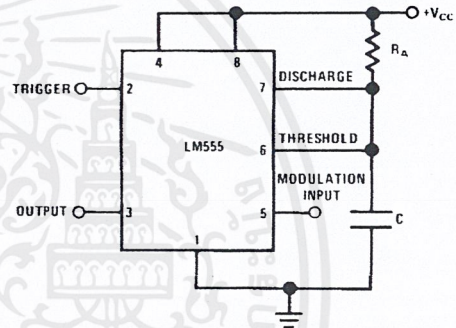 +VCC
RA
4
8
DISCHARGE
7
TRIGGER
2
LM555
THRESHOLD
6
MODULATION
INPUT
OUTPUT
3
5
C
1